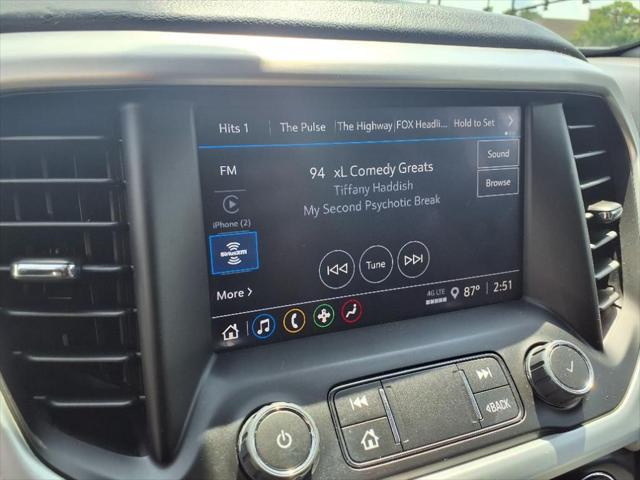 Hits 1 The Pulse The Highway FOX Headli... Hold to Set
FM
94 xL Comedy Greats
Sound
Tiffany Haddish
Browse
My Second Psychotic Break
iPhone (2)
SiriusXM
Tune
More
4G LTE 87° 2:51
BACK